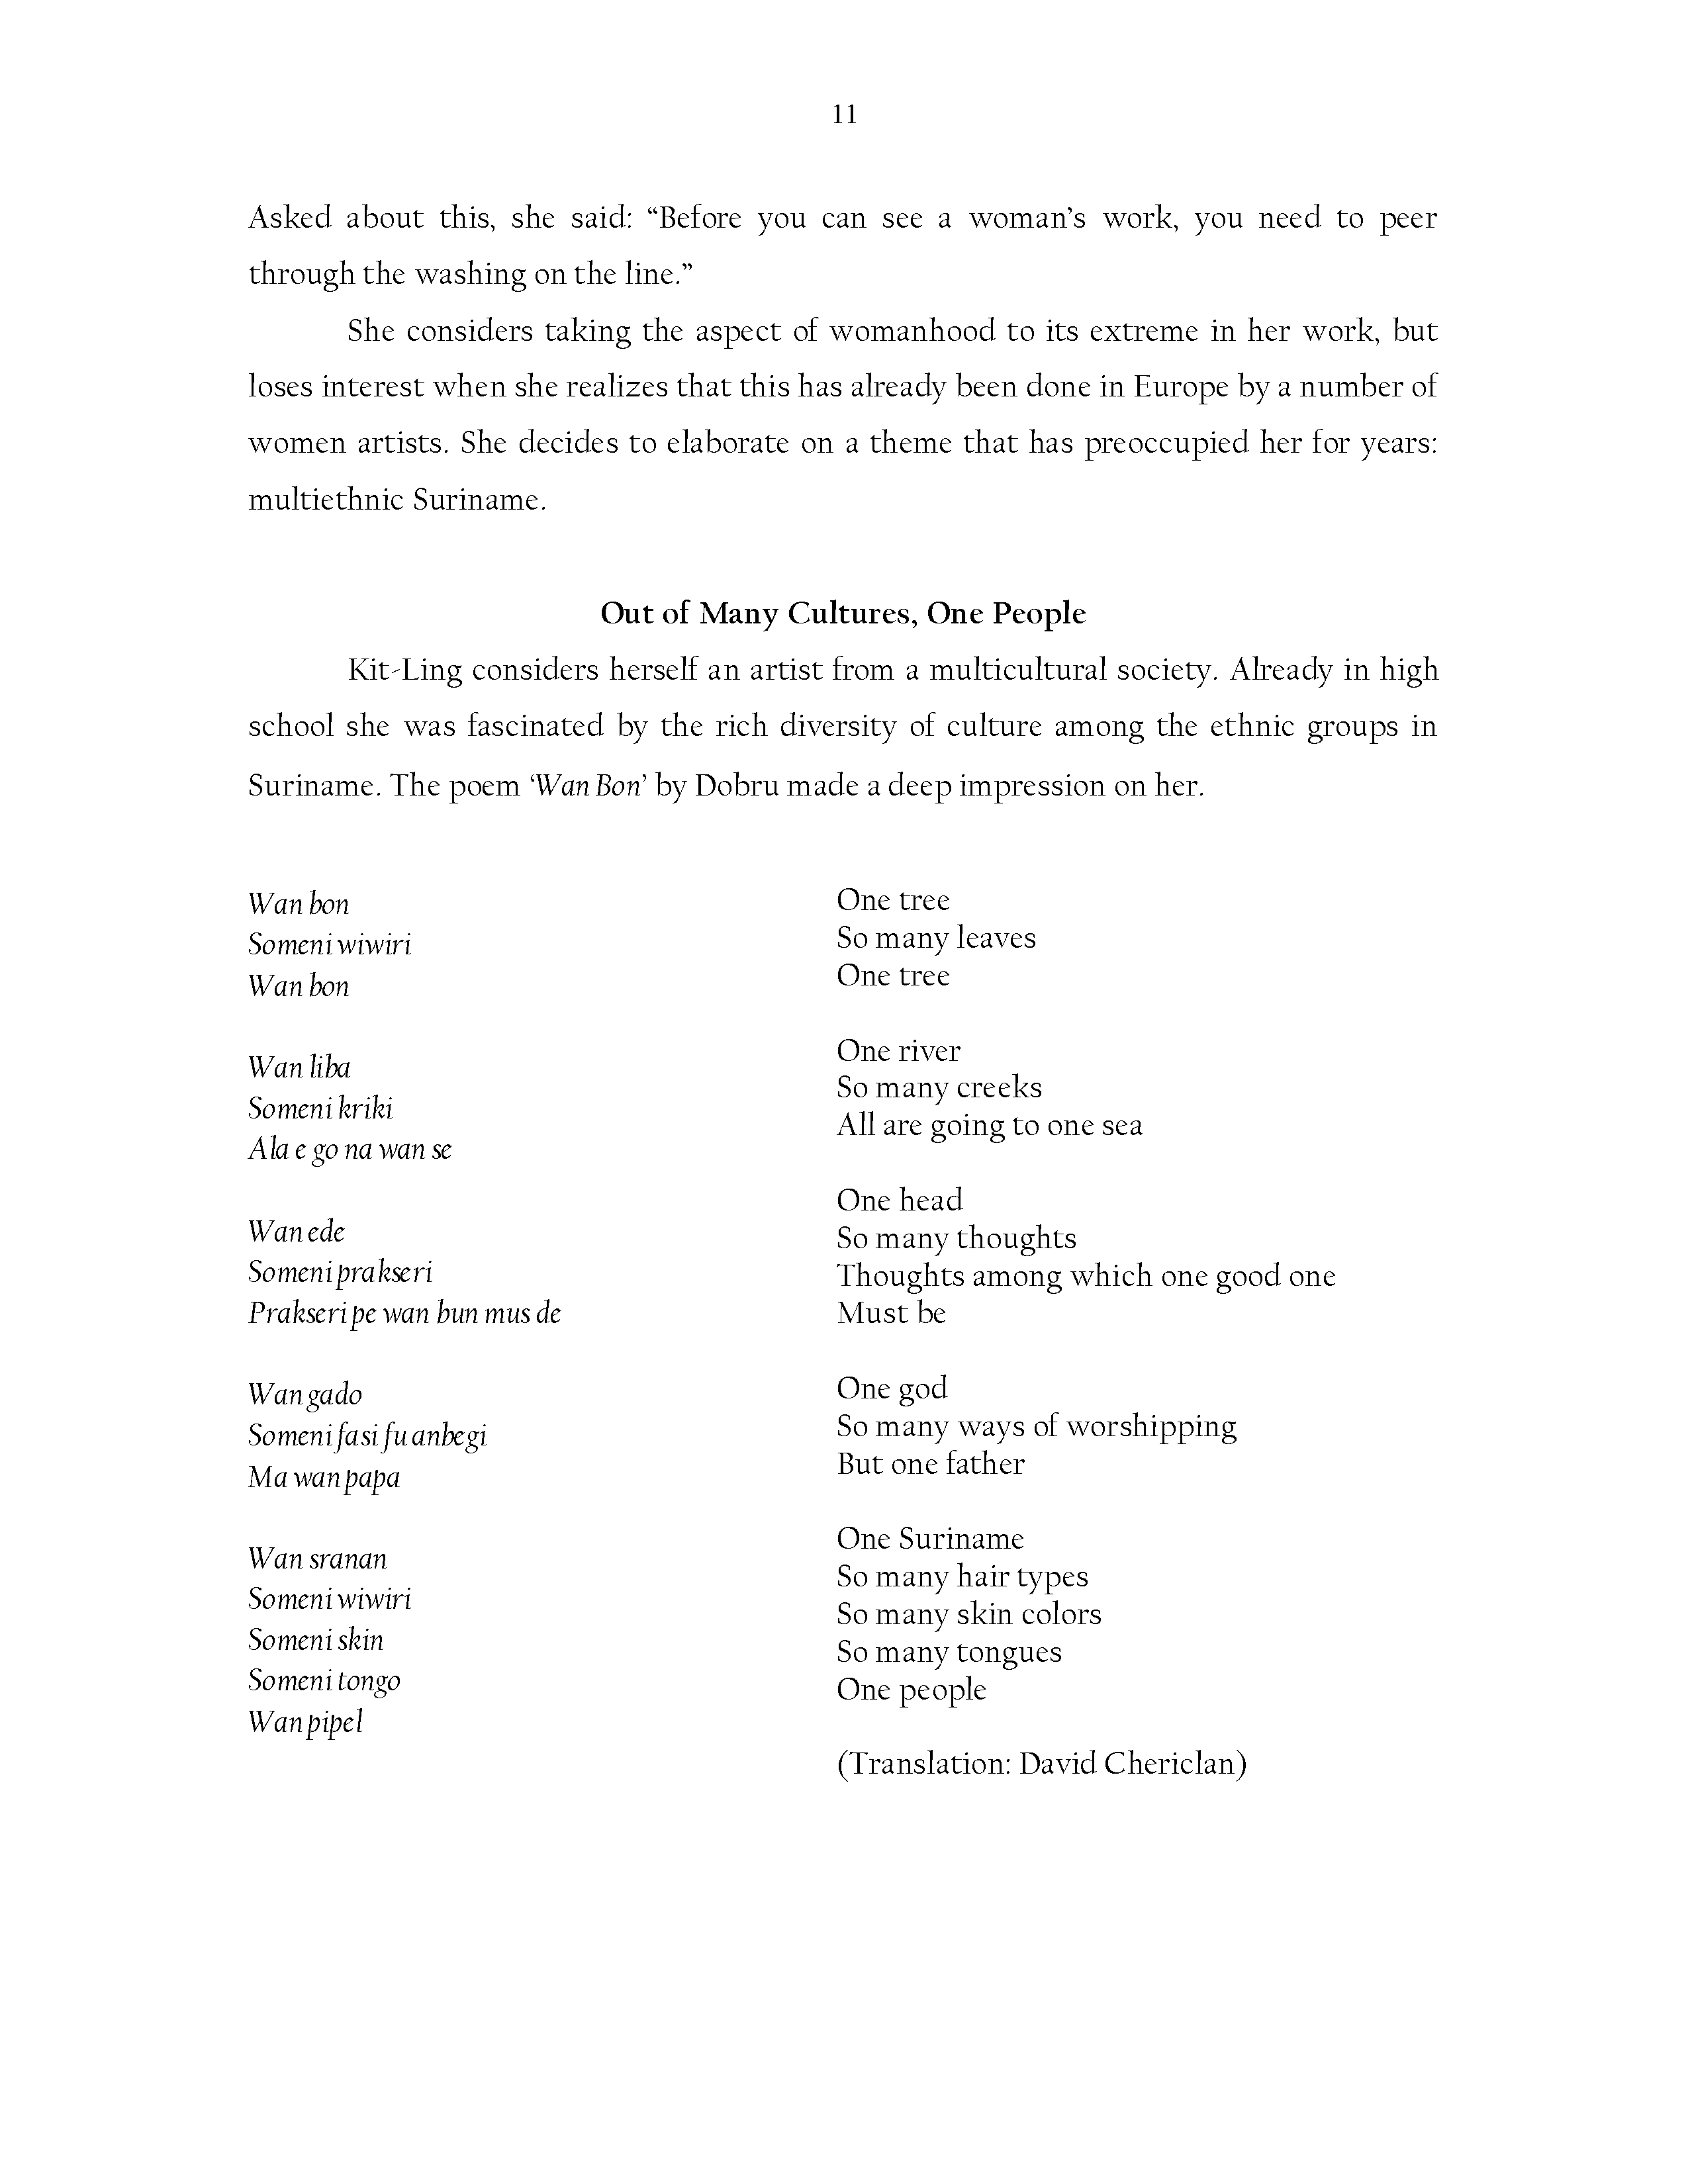 11
Asked about this, she said: “Before you can see a woman’s work, you need to peer
through the washing on the line.”
She considers taking the aspect of womanhood to its extreme in her work, but
loses interest when she realizes that this has already been done in Europe by a number of
women artists. She decides to elaborate on a theme that has preoccupied her for years:
multiethnic Suriname.
Out of Many Cultures, One People
Kit-Ling considers herself an artist from a multicultural society. Already in high
school she was fascinated by the rich diversity of culture among the ethnic groups in
Suriname. The poem ‘Wan Bon’ by Dobru made a deep impression on her.
Wan bon
Someni wiwiri
Wan bon
Wan liba
Someni kriki
Ala e go na wan se
Wan ede
Someni prakseri
Prakseri pe wan bun mus de
Wan gado
Someni fasi fu anbegi
Ma wan papa
Wan sranan
Someni wiwiri
Someni skin
Someni tongo
Wan pipel
One tree
So many leaves
One tree
One river
So many creeks
All are going to one sea
One head
So many thoughts
Thoughts among which one good one
Must be
One god
So many ways of worshipping
But one father
One Suriname
So many hair types
So many skin colors
So many tongues
One people
(Translation: David Chericlan)